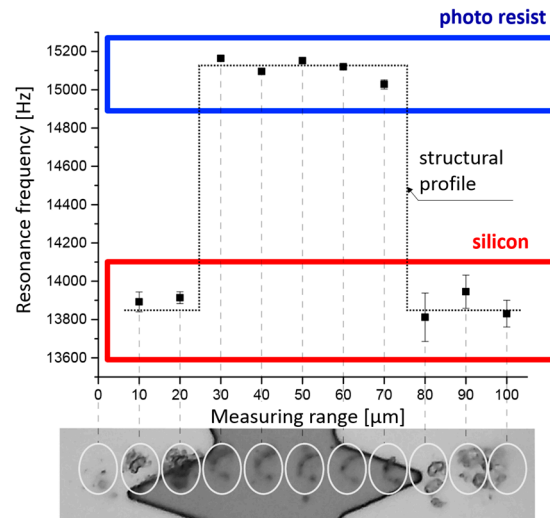 photo resist
15200
15000
14800
14600
14400
14200
14000
13800
13600
Resonance frequency [Hz]
structural
profile
silicon
0 10 20 30 40 50 60 70 80 90 100
Measuring range [µm]